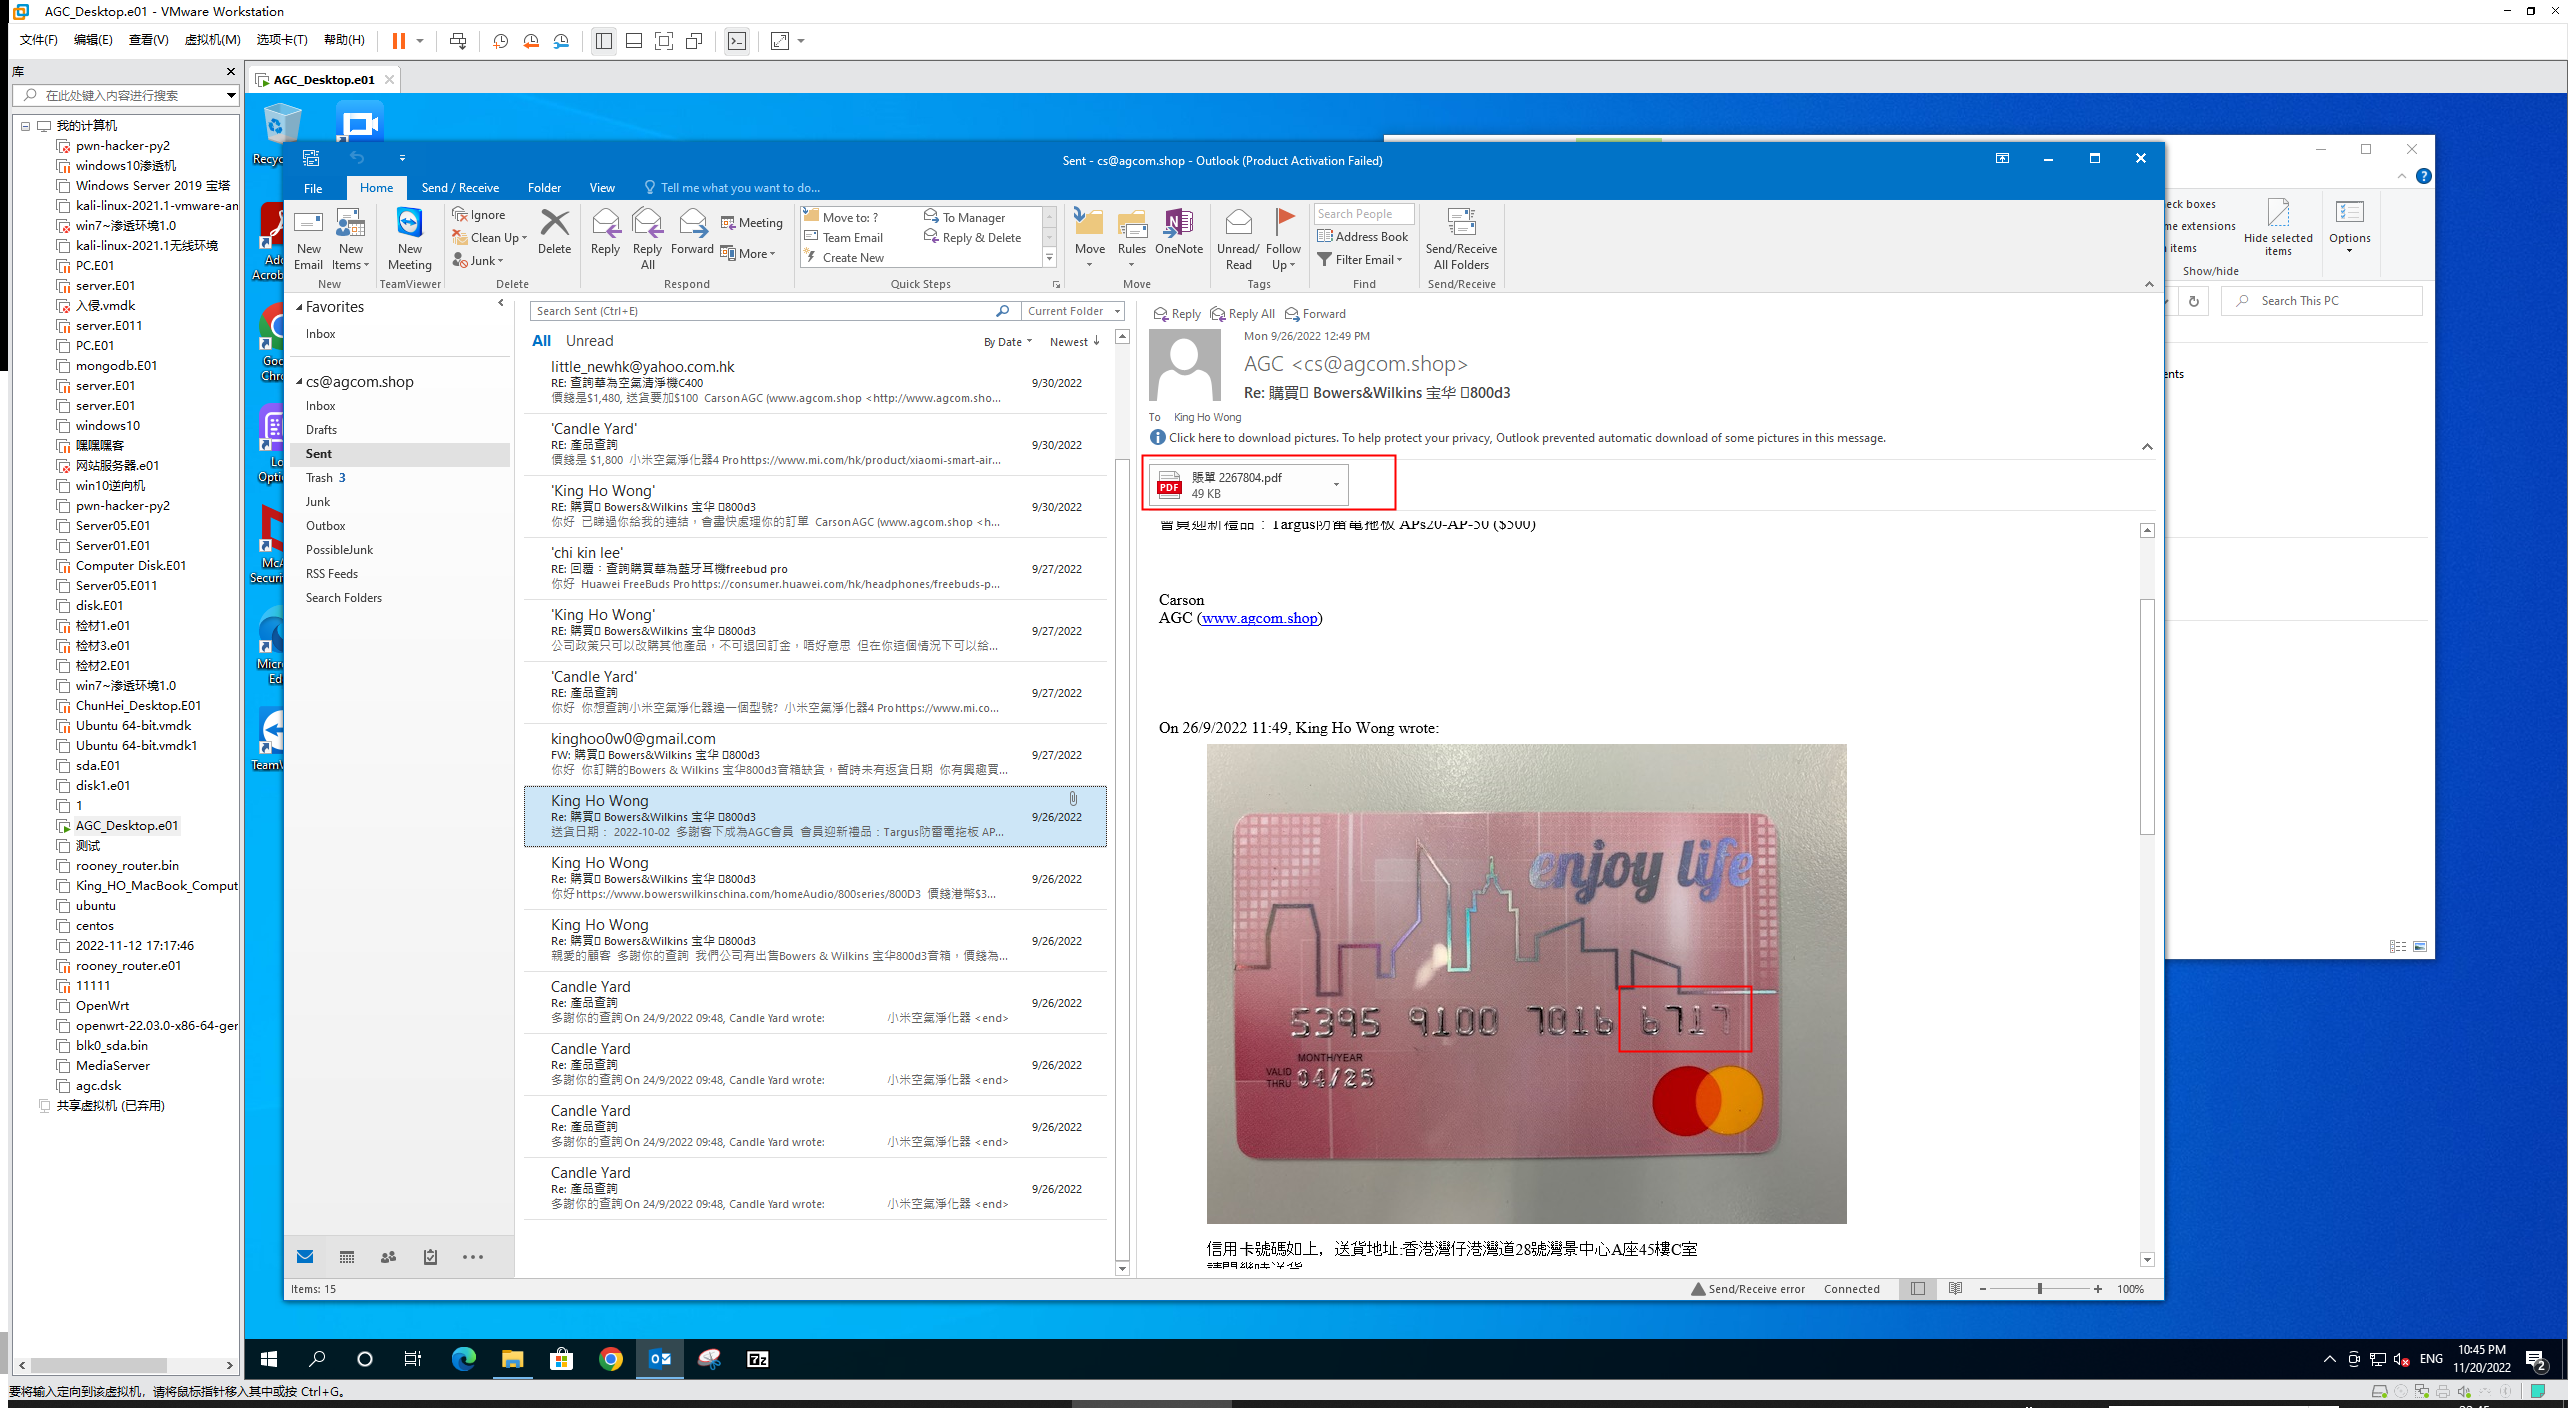 AGC_Desktop.e01 - VMware Workstation
文件(F) 编辑(E) 查看(V) 虚拟机(M) 选项卡(T) 帮助(H)
库
在此处键入内容进行搜索
我的计算机
pwn-hacker-py2
windows10渗透机
Windows Server 2019 宝塔
kali-linux-2021.1-vmware-an
win7~渗透环境1.0
kali-linux-2021.1无线环境
PC.E01
server.E01
入侵.vmdk
server.E011
PC.E01
mongodb.E01
server.E01
server.E01
windows10
嘿嘿嘿客
网站服务器.e01
win10逆向机
pwn-hacker-py2
Server05.E01
Server01.E01
Computer Disk.E01
Server05.E011
disk.E01
检材1.e01
检材3.e01
检材2.E01
win7~渗透环境1.0
ChunHei_Desktop.E01
Ubuntu 64-bit.vmdk
Ubuntu 64-bit.vmdk1
sda.E01
disk1.e01
1
AGC_Desktop.e01
测试
rooney_router.bin
King_HO_MacBook_Comput
ubuntu
centos
2022-11-12 17:17:46
rooney_router.e01
11111
OpenWrt
openwrt-22.03.0-x86-64-ger
blk0_sda.bin
MediaServer
agc.dsk
共享虚拟机 (已弃用)
AGC_Desktop.e01
Recyc
Ado
Acroba
Goo
Chro
Lo
Optio
McA
Securi
Micro
Ed
TeamV
Sent - cs@agcom.shop - Outlook (Product Activation Failed)
File Home Send / Receive Folder View Tell me what you want to do...
New Email
New Items
New
New Meeting
TeamViewer
Ignore
Clean Up
Junk
Delete
Delete
Reply
Reply All
Forward
Meeting
More
Respond
Move to: ?
Team Email
Create New
To Manager
Reply & Delete
Quick Steps
Move
Rules
OneNote
Move
Unread/ Read
Follow Up
Tags
Search People
Address Book
Filter Email
Find
Send/Receive All Folders
Send/Receive
Favorites
Inbox
cs@agcom.shop
Inbox
Drafts
Sent
Trash 3
Junk
Outbox
PossibleJunk
RSS Feeds
Search Folders
Search Sent (Ctrl+E) Current Folder
All Unread By Date Newest
little_newhk@yahoo.com.hk
RE: 查詢華為空氣清淨機C400 9/30/2022
價錢是$1,480, 送貨要加$100 Carson AGC (www.agcom.shop <http://www.agcom.sho...
'Candle Yard'
RE: 產品查詢 9/30/2022
價錢是 $1,800 小米空氣淨化器4 Pro https://www.mi.com/hk/product/xiaomi-smart-air...
'King Ho Wong'
RE: 購買 Bowers&Wilkins 宝华 800d3 9/30/2022
你好 已睇過你給我的連結，會盡快處理你的訂單 Carson AGC (www.agcom.shop <h...
'chi kin lee'
RE: 回覆：查詢購買華為藍牙耳機freebud pro 9/27/2022
你好 Huawei FreeBuds Pro https://consumer.huawei.com/hk/headphones/freebuds-p...
'King Ho Wong'
RE: 購買 Bowers&Wilkins 宝华 800d3 9/27/2022
公司政策只可以改購其他產品，不可退回訂金，唔好意思 但在你這個情況下可以給...
'Candle Yard'
RE: 產品查詢 9/27/2022
你好 你想查詢小米空氣淨化器邊一個型號? 小米空氣淨化器4 Pro https://www.mi.co...
kinghoo0w0@gmail.com
FW: 購買 Bowers&Wilkins 宝华 800d3 9/27/2022
你好 你訂購的Bowers & Wilkins 宝华800d3音箱缺貨，暫時未有返貨日期 你有興趣買...
King Ho Wong
Re: 購買 Bowers&Wilkins 宝华 800d3 9/26/2022
送貨日期： 2022-10-02 多謝客下成為AGC會員 會員迎新禮品：Targus防雷電拖板 AP...
King Ho Wong
Re: 購買 Bowers&Wilkins 宝华 800d3 9/26/2022
你好 https://www.bowerswilkinschina.com/homeAudio/800series/800D3 價錢港幣$3...
King Ho Wong
Re: 購買 Bowers&Wilkins 宝华 800d3 9/26/2022
親愛的顧客 多謝你的查詢 我們公司有出售Bowers & Wilkins 宝华800d3音箱，價錢為...
Candle Yard
Re: 產品查詢 9/26/2022
多謝你的查詢On 24/9/2022 09:48, Candle Yard wrote: 小米空氣淨化器 <end>
Candle Yard
Re: 產品查詢 9/26/2022
多謝你的查詢On 24/9/2022 09:48, Candle Yard wrote: 小米空氣淨化器 <end>
Candle Yard
Re: 產品查詢 9/26/2022
多謝你的查詢On 24/9/2022 09:48, Candle Yard wrote: 小米空氣淨化器 <end>
Candle Yard
Re: 產品查詢 9/26/2022
多謝你的查詢On 24/9/2022 09:48, Candle Yard wrote: 小米空氣淨化器 <end>
Reply Reply All Forward
Mon 9/26/2022 12:49 PM
AGC <cs@agcom.shop>
Re: 購買 Bowers&Wilkins 宝华 800d3
To King Ho Wong
Click here to download pictures. To help protect your privacy, Outlook prevented automatic download of some pictures in this message.
PDF
賬單 2267804.pdf
49 KB
會員迎新禮品：Targus防雷電拖板 APs20-AP-50 ($500)
Carson
AGC (www.agcom.shop)
On 26/9/2022 11:49, King Ho Wong wrote:
enjoy life
5395 9100 7016 6717
MONTH/YEAR
VALID THRU 04/25
信用卡號碼如上，送貨地址:香港灣仔港灣道28號灣景中心A座45樓C室
Items: 15 Send/Receive error Connected 100%
eck boxes
me extensions
items
Hide selected items
Show/hide
Options
Search This PC
ents
ENG
10:45 PM
11/20/2022
2
要将输入定向到该虚拟机，请将鼠标指针移入其中或按 Ctrl+G。